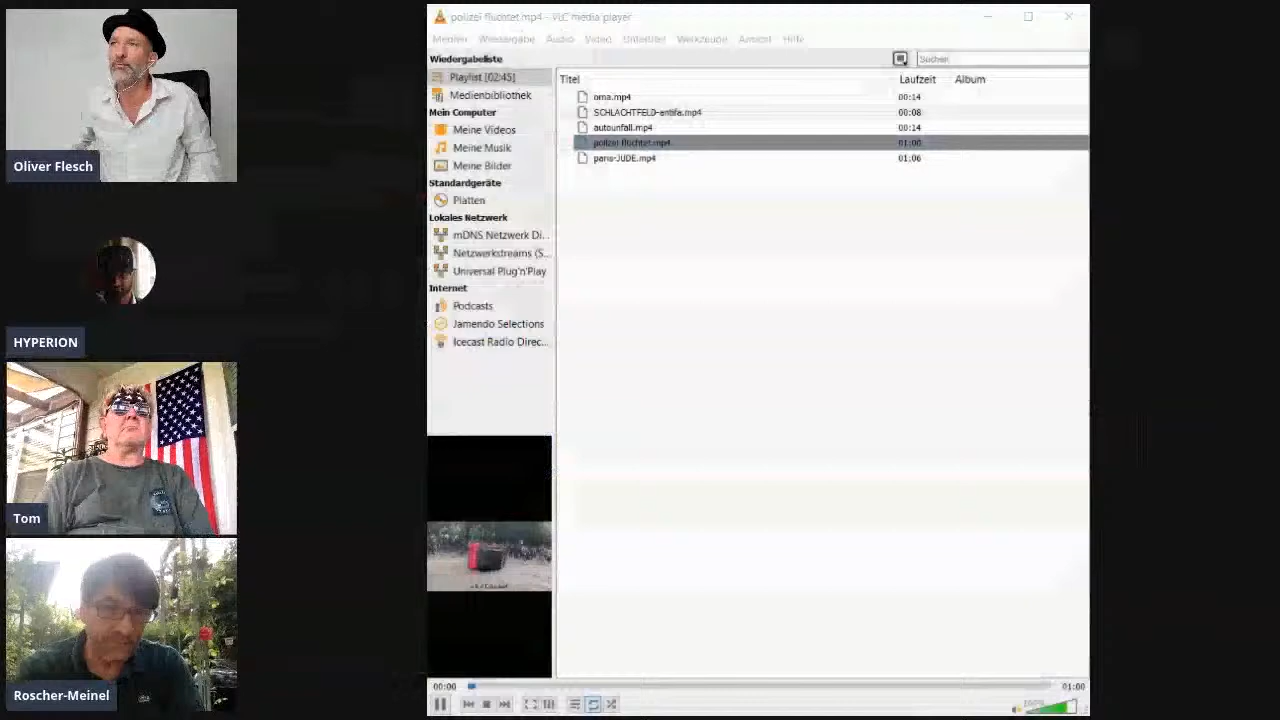 Oliver Flesch
HYPERION
Tom
Roscher-Meinel
polizei flüchtet.mp4 - VLC media player
Medien Wiedergabe Audio Video Untertitel Werkzeuge Ansicht Hilfe
Wiedergabeliste
Suchen
Playlist [02:45]
Medienbibliothek
Mein Computer
Meine Videos
Meine Musik
Meine Bilder
Standardgeräte
Platten
Lokales Netzwerk
mDNS Netzwerk Di...
Netzwerkstreams (S...
Universal Plug'n'Play
Internet
Podcasts
Jamendo Selections
Icecast Radio Direc...
Titel Laufzeit Album
oma.mp4 00:14
SCHLACHTFELD-antifa.mp4 00:08
autounfall.mp4 00:14
polizei flüchtet.mp4 01:00
paris-JUDE.mp4 01:06
00:00 01:00
100%